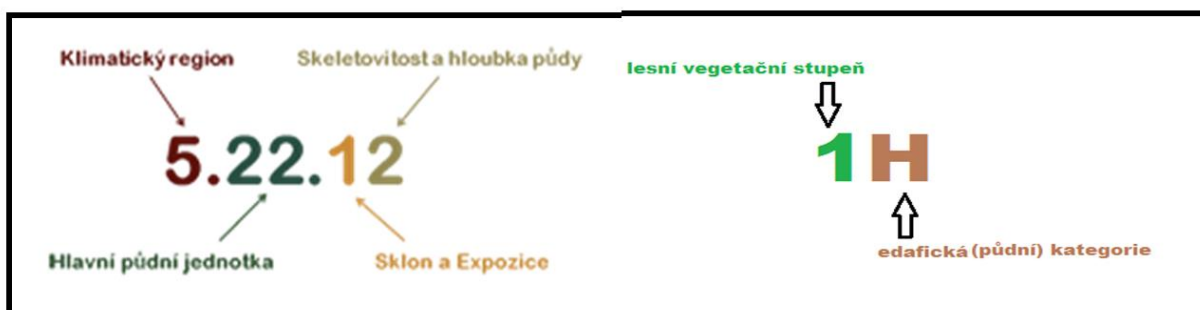 Klimatický region
Skeletovitost a hloubka půdy
5.22.12
Hlavní půdní jednotka
Sklon a Expozice
lesní vegetační stupeň
1H
edafická (půdní) kategorie